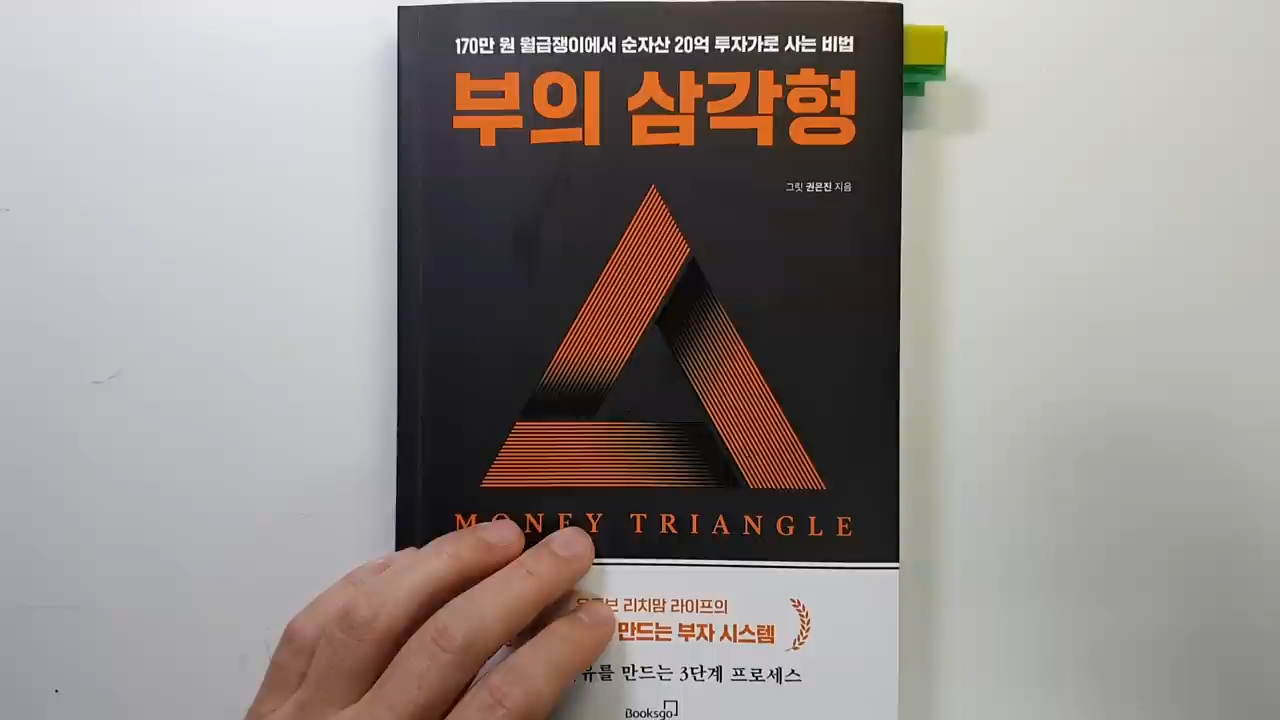 170만 원 월급쟁이에서 순자산 20억 투자가로 사는 비법
부의 삼각형
그릿 권은진 지음
MONEY TRIANGLE
리치맘 라이프의
만드는 부자 시스템
만드는 3단계 프로세스
Booksgo